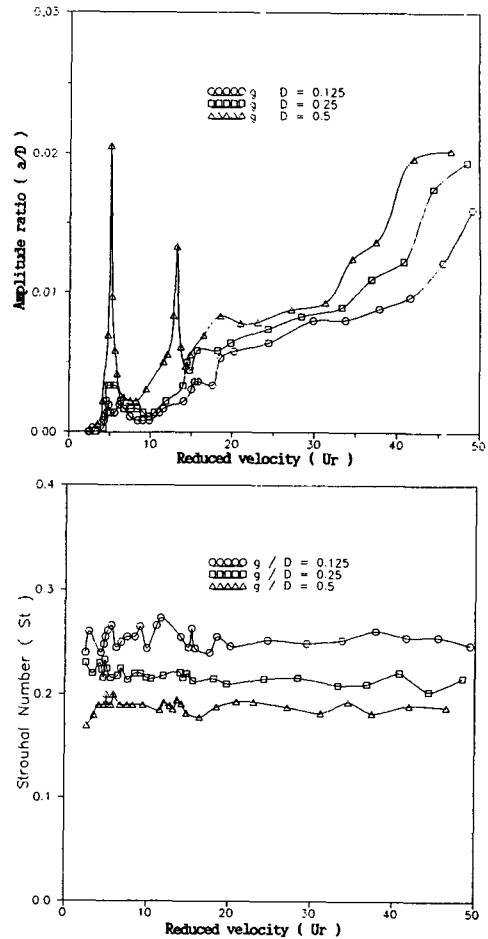 0.03
0.02
0.01
0.00
Amplitude ratio ( a/D )
g D = 0.125
g D = 0.25
g D = 0.5
0 10 20 30 40 50
Reduced velocity ( Ur )
0.4
0.3
0.2
0.1
0.0
Strouhal Number ( St )
g / D = 0.125
g / D = 0.25
g / D = 0.5
0 10 20 30 40 50
Reduced velocity ( Ur )